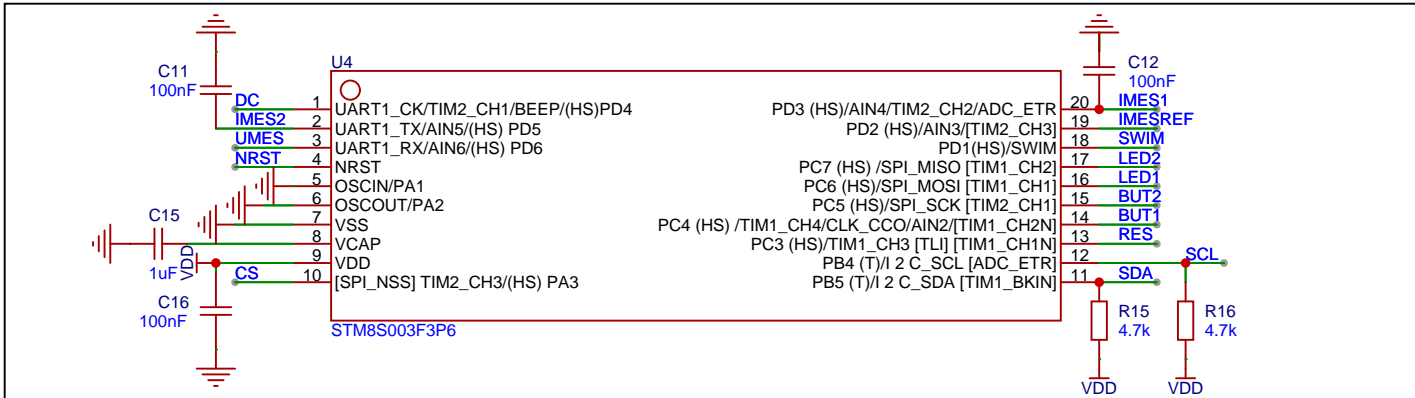 U4
C11
100nF
C12
100nF
DC
1
UART1_CK/TIM2_CH1/BEEP/(HS)PD4
PD3 (HS)/AIN4/TIM2_CH2/ADC_ETR
20
IMES1
IMES2
2
UART1_TX/AIN5/(HS) PD5
PD2 (HS)/AIN3/[TIM2_CH3]
19
IMESREF
UMES
3
UART1_RX/AIN6/(HS) PD6
PD1(HS)/SWIM
18
SWIM
NRST
4
NRST
PC7 (HS) /SPI_MISO [TIM1_CH2]
17
LED2
5
OSCIN/PA1
PC6 (HS)/SPI_MOSI [TIM1_CH1]
16
LED1
6
OSCOUT/PA2
PC5 (HS)/SPI_SCK [TIM2_CH1]
15
BUT2
7
VSS
PC4 (HS) /TIM1_CH4/CLK_CCO/AIN2/[TIM1_CH2N]
14
BUT1
C15
1uF
8
VCAP
PC3 (HS)/TIM1_CH3 [TLI] [TIM1_CH1N]
13
RES
VDD
9
VDD
PB4 (T)/I 2 C_SCL [ADC_ETR]
12
SCL
CS
10
[SPI_NSS] TIM2_CH3/(HS) PA3
PB5 (T)/I 2 C_SDA [TIM1_BKIN]
11
SDA
C16
100nF
STM8S003F3P6
R15
4.7k
R16
4.7k
VDD
VDD